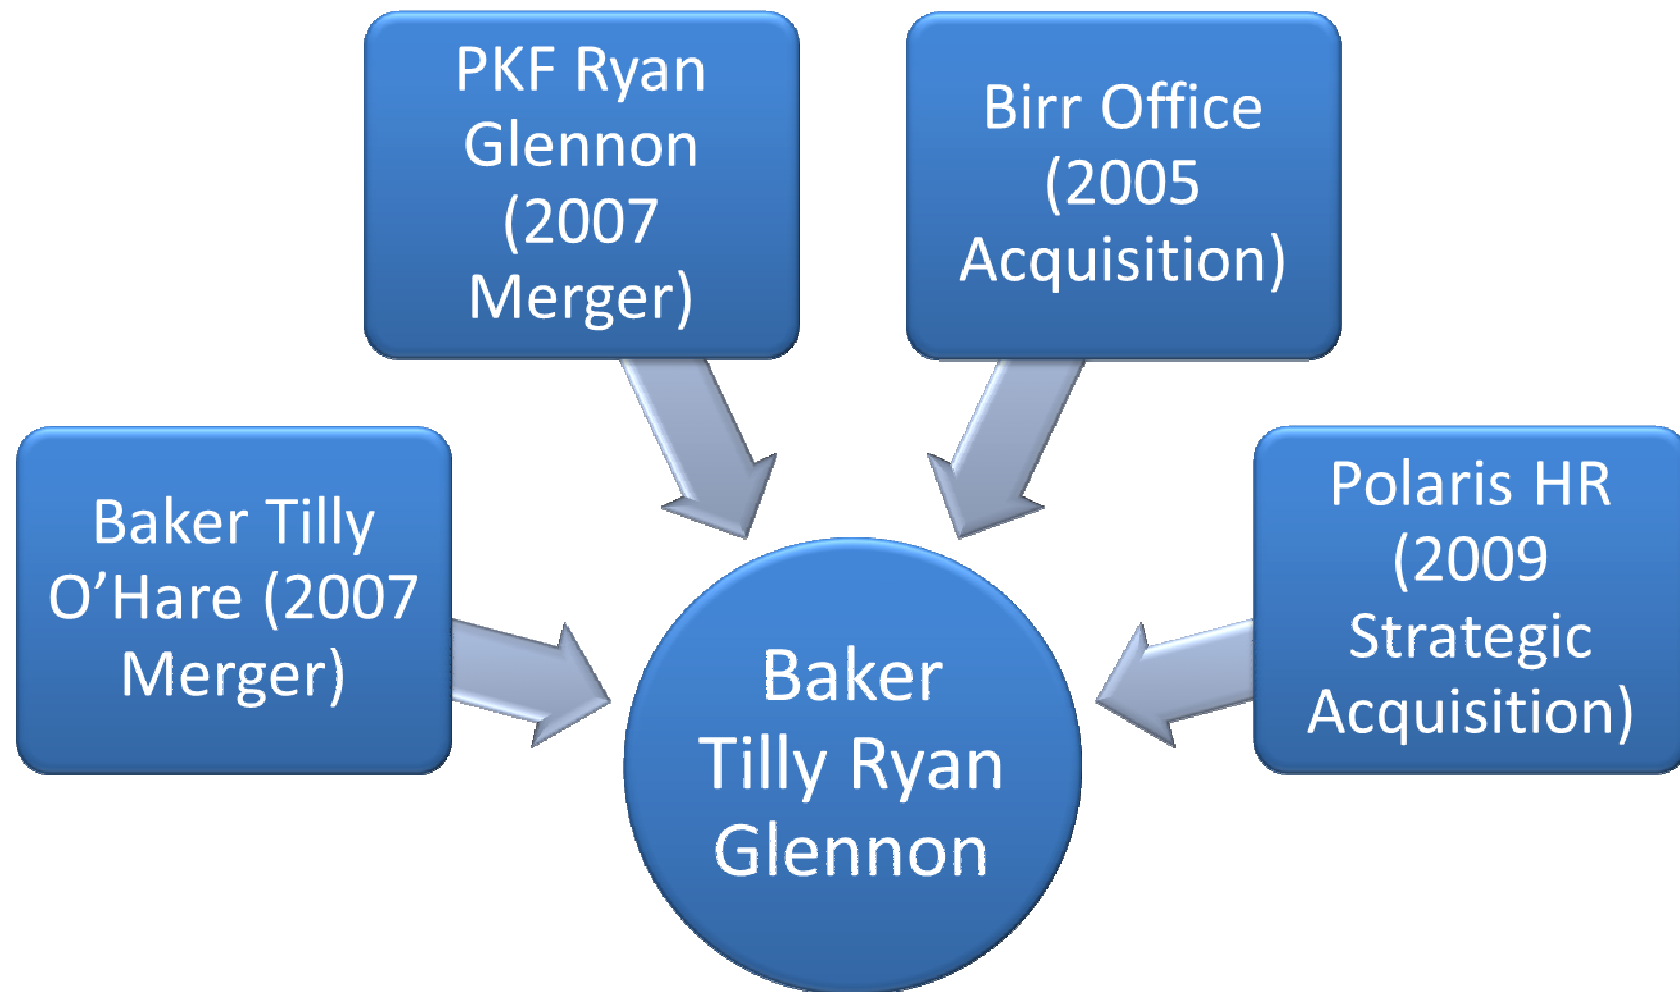 PKF Ryan
Glennon
(2007
Merger)
Birr Office
(2005
Acquisition)
Baker Tilly
O’Hare (2007
Merger)
Polaris HR
(2009
Strategic
Acquisition)
Baker
Tilly Ryan
Glennon